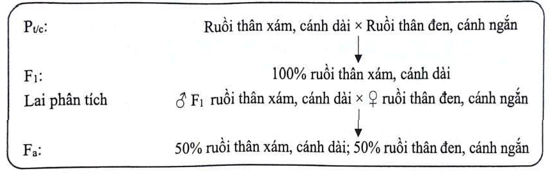 Pt/c: Ruồi thân xám, cánh dài × Ruồi thân đen, cánh ngắn
F1: 100% ruồi thân xám, cánh dài
Lai phân tích ♂ F1 ruồi thân xám, cánh dài × ♀ ruồi thân đen, cánh ngắn
Fa: 50% ruồi thân xám, cánh dài; 50% ruồi thân đen, cánh ngắn